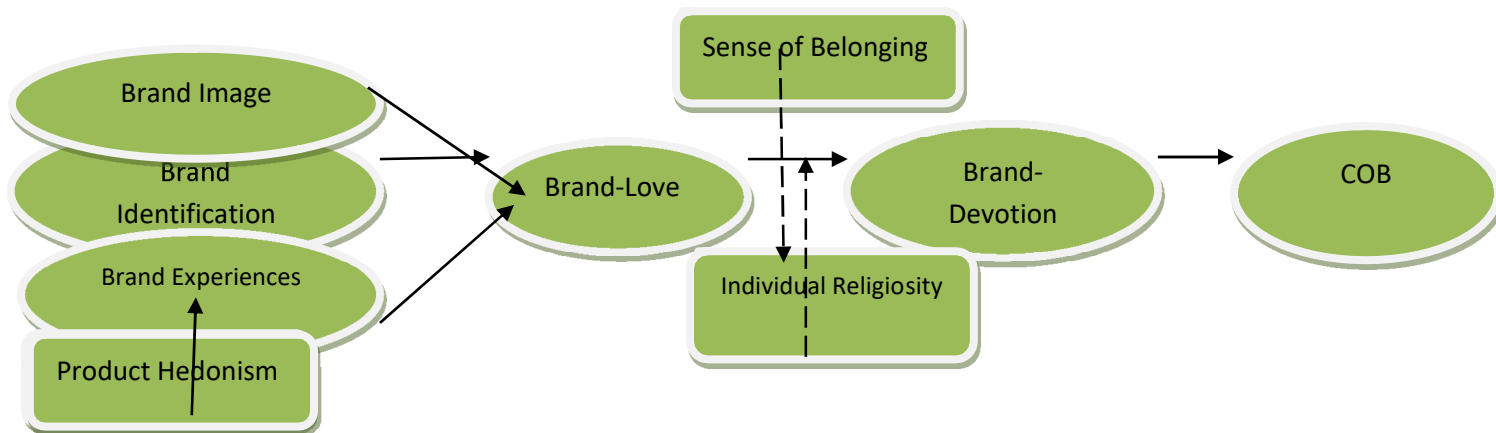 Brand Image
Brand
Identification
Brand Experiences
Product Hedonism
Brand-Love
Sense of Belonging
Individual Religiosity
Brand-
Devotion
COB